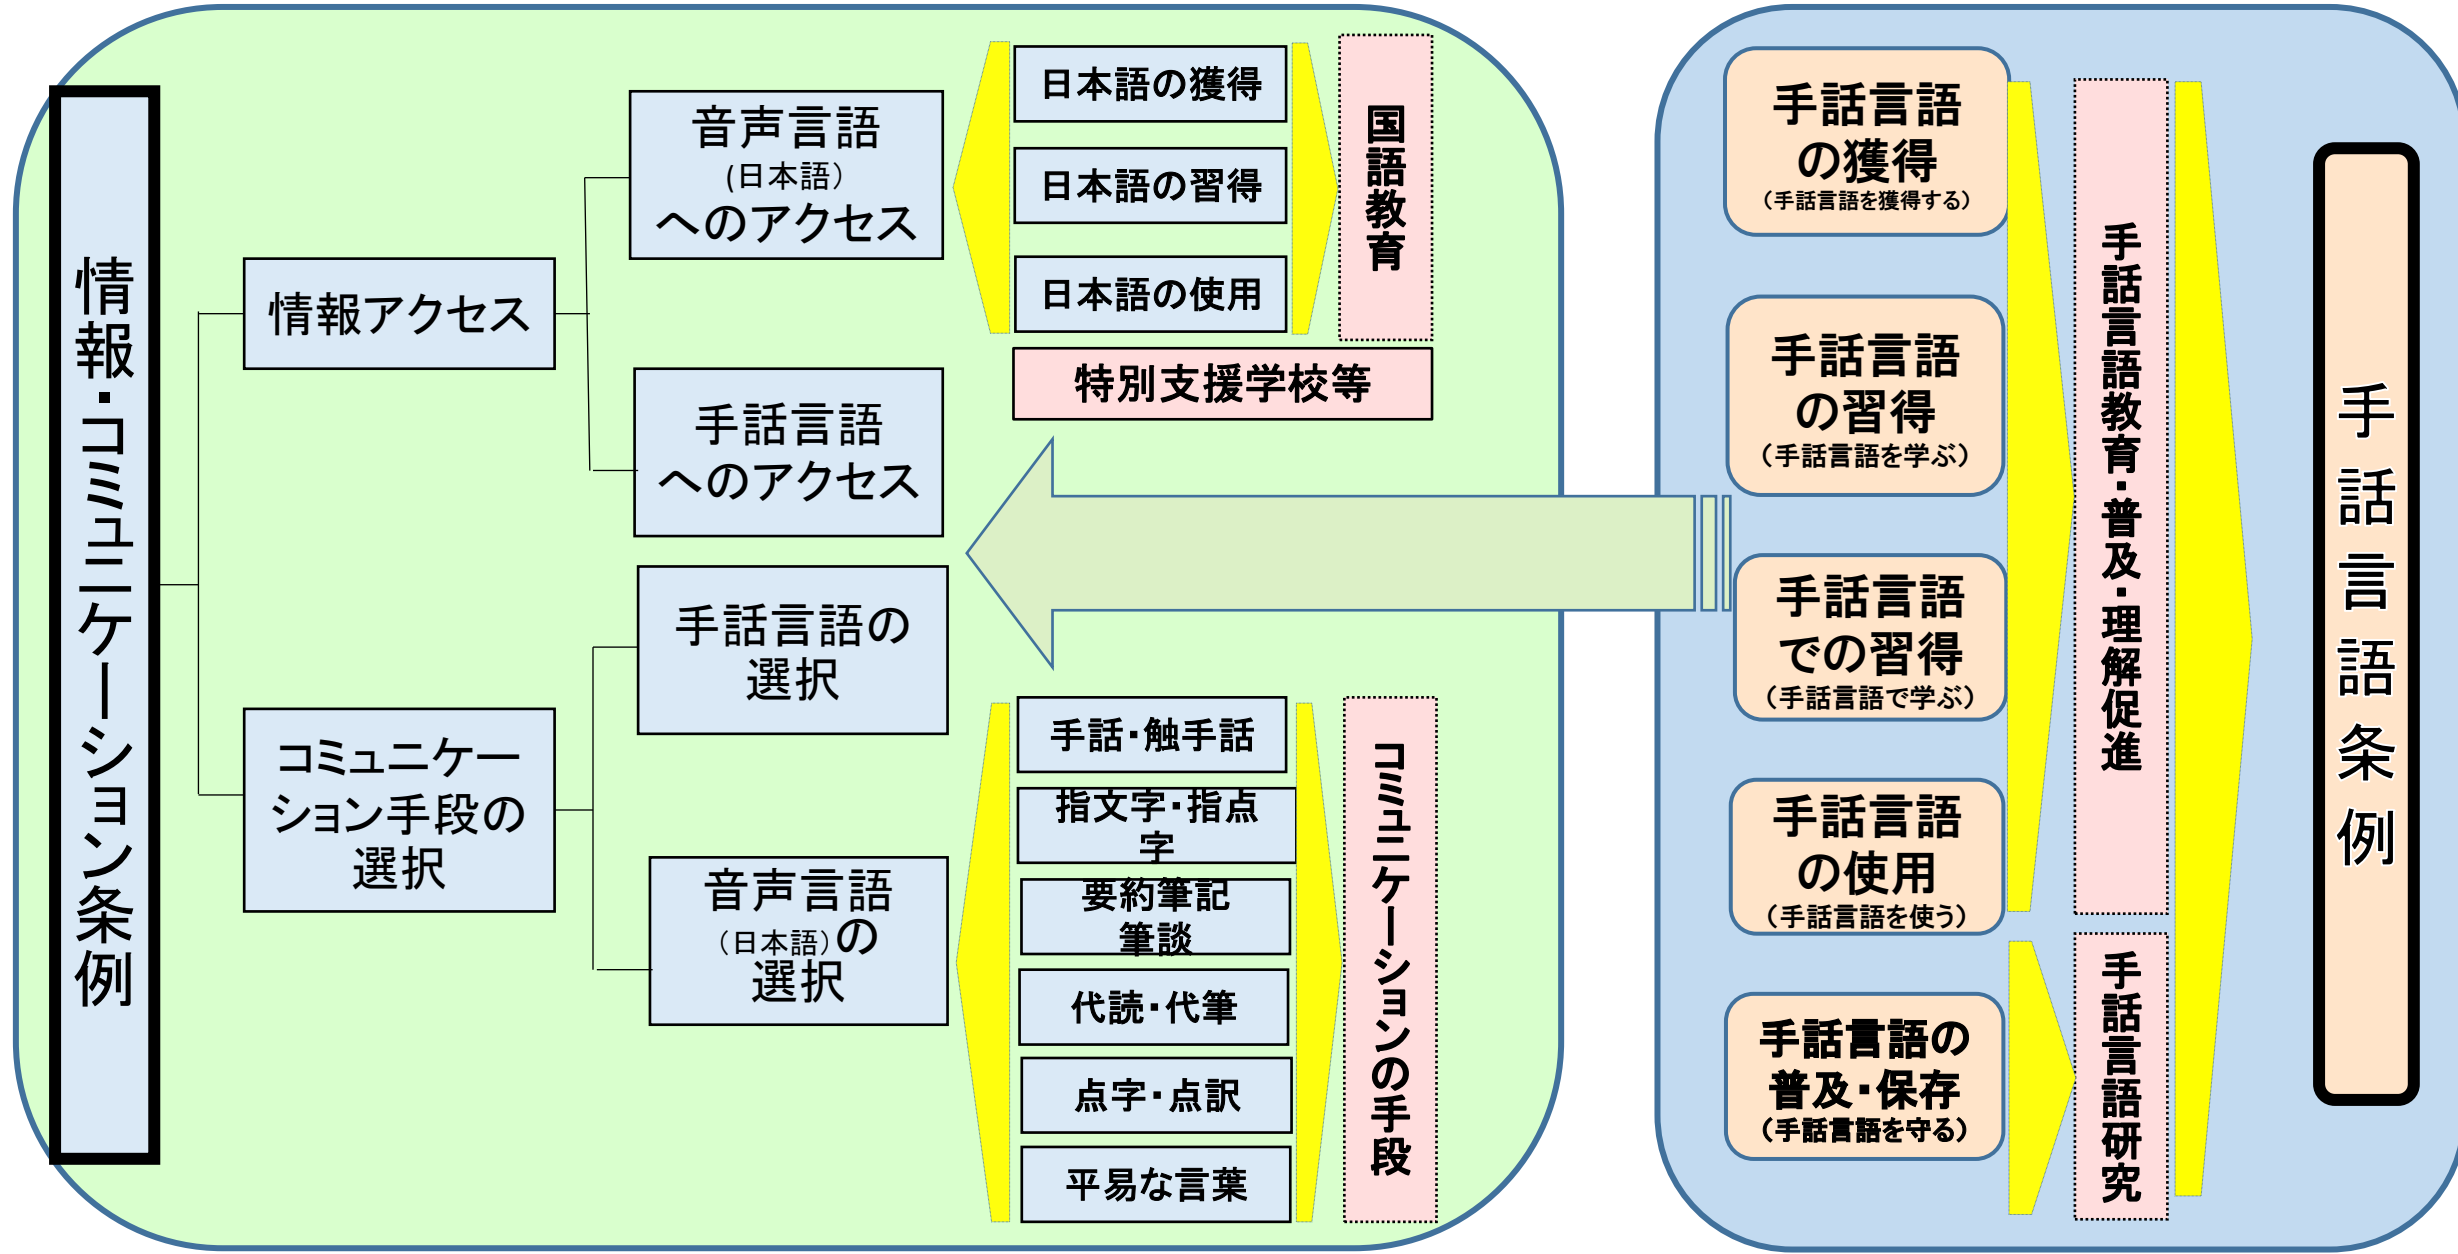 情報・コミュニケーション条例
情報アクセス
コミュニケー
ション手段の
選択
音声言語
(日本語）
へのアクセス
手話言語
へのアクセス
手話言語の
選択
音声言語
（日本語）の
選択
日本語の獲得
日本語の習得
日本語の使用
国語教育
特別支援学校等
手話・触手話
指文字・指点
字
要約筆記
筆談
代読・代筆
点字・点訳
平易な言葉
コミュニケーションの手段
手話言語
の獲得
（手話言語を獲得する）
手話言語
の習得
（手話言語を学ぶ）
手話言語
での習得
（手話言語で学ぶ）
手話言語
の使用
（手話言語を使う）
手話言語の
普及・保存
（手話言語を守る）
手話言語教育・普及・理解促進
手話言語研究
手話言語条例